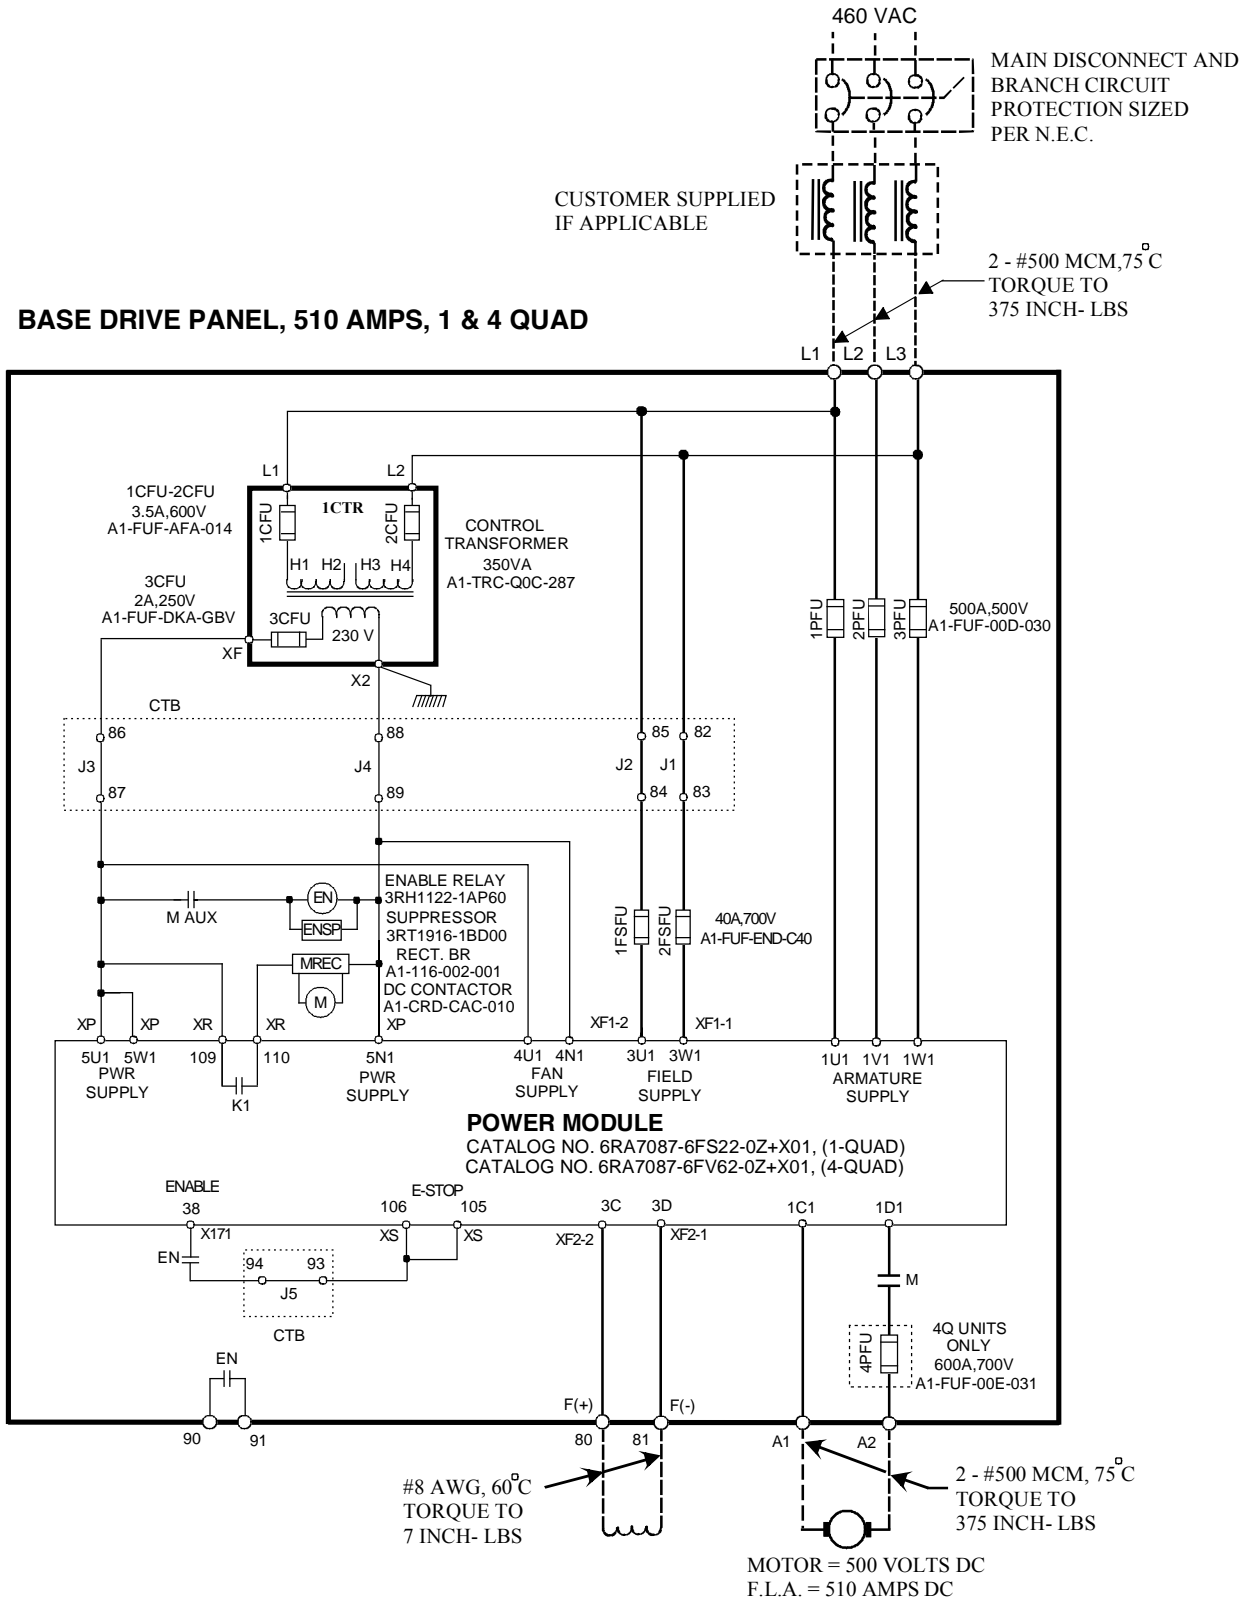 460 VAC
MAIN DISCONNECT AND
BRANCH CIRCUIT
PROTECTION SIZED
PER N.E.C.
CUSTOMER SUPPLIED
IF APPLICABLE
2 - #500 MCM,75°C
TORQUE TO
375 INCH- LBS
BASE DRIVE PANEL, 510 AMPS, 1 & 4 QUAD
L1 L2 L3
L1 L2
1CFU-2CFU
3.5A,600V
A1-FUF-AFA-014
1CFU
1CTR
2CFU
CONTROL
TRANSFORMER
350VA
A1-TRC-Q0C-287
H1 H2 H3 H4
3CFU
2A,250V
A1-FUF-DKA-GBV
3CFU
230 V
XF
X2
1PFU
2PFU
3PFU
500A,500V
A1-FUF-00D-030
CTB
86 88 85 82
J3 J4 J2 J1
87 89 84 83
M AUX
EN
ENSP
MREC
M
ENABLE RELAY
3RH1122-1AP60
SUPPRESSOR
3RT1916-1BD00
RECT. BR
A1-116-002-001
DC CONTACTOR
A1-CRD-CAC-010
1FSFU
2FSFU
40A,700V
A1-FUF-END-C40
XP XP XR XR XP XF1-2 XF1-1
5U1 5W1 109 110 5N1 4U1 4N1 3U1 3W1 1U1 1V1 1W1
PWR
SUPPLY
K1
PWR
SUPPLY
FAN
SUPPLY
FIELD
SUPPLY
ARMATURE
SUPPLY
POWER MODULE
CATALOG NO. 6RA7087-6FS22-0Z+X01, (1-QUAD)
CATALOG NO. 6RA7087-6FV62-0Z+X01, (4-QUAD)
ENABLE
E-STOP
38 106 105 3C 3D 1C1 1D1
X171 XS XS XF2-2 XF2-1
EN
94 93
J5
CTB
M
4PFU
4Q UNITS
ONLY
600A,700V
A1-FUF-00E-031
EN
90 91
F(+) F(-)
80 81 A1 A2
#8 AWG, 60°C
TORQUE TO
7 INCH- LBS
2 - #500 MCM, 75°C
TORQUE TO
375 INCH- LBS
MOTOR = 500 VOLTS DC
F.L.A. = 510 AMPS DC